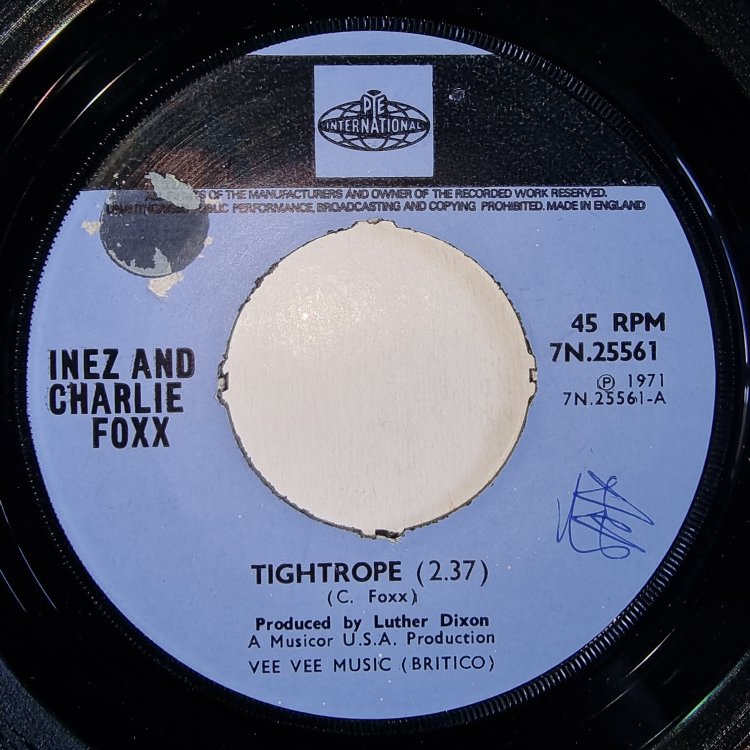 PYE
INTERNATIONAL
OF THE MANUFACTURERS AND OWNER OF THE RECORDED WORK RESERVED.
PERFORMANCE, BROADCASTING AND COPYING PROHIBITED. MADE IN ENGLAND
45 RPM
7N.25561
INEZ AND
CHARLIE
FOXX
Ⓟ 1971
7N.25561-A
TIGHTROPE (2.37)
(C. Foxx)
Produced by Luther Dixon
A Musicor U.S.A. Production
VEE VEE MUSIC (BRITICO)